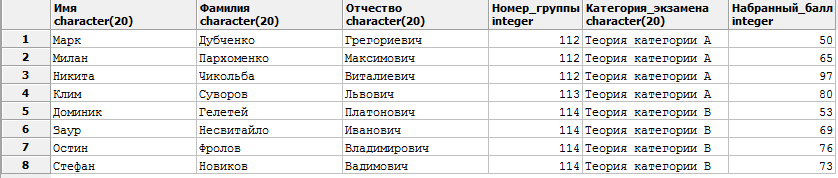 Имя Фамилия Отчество Номер_группы Категория_экзамена Набранный_балл
character(20) character(20) character(20) integer character(20) integer
1 Марк Дубченко Грегориевич 112 Теория категории А 50
2 Милан Пархоменко Максимович 112 Теория категории А 65
3 Никита Чикольба Виталиевич 112 Теория категории А 97
4 Клим Суворов Львович 113 Теория категории А 80
5 Доминик Гелетей Платонович 114 Теория категории В 53
6 Заур Несвитайло Иванович 114 Теория категории В 69
7 Остин Фролов Владимирович 114 Теория категории В 76
8 Стефан Новиков Вадимович 114 Теория категории В 73